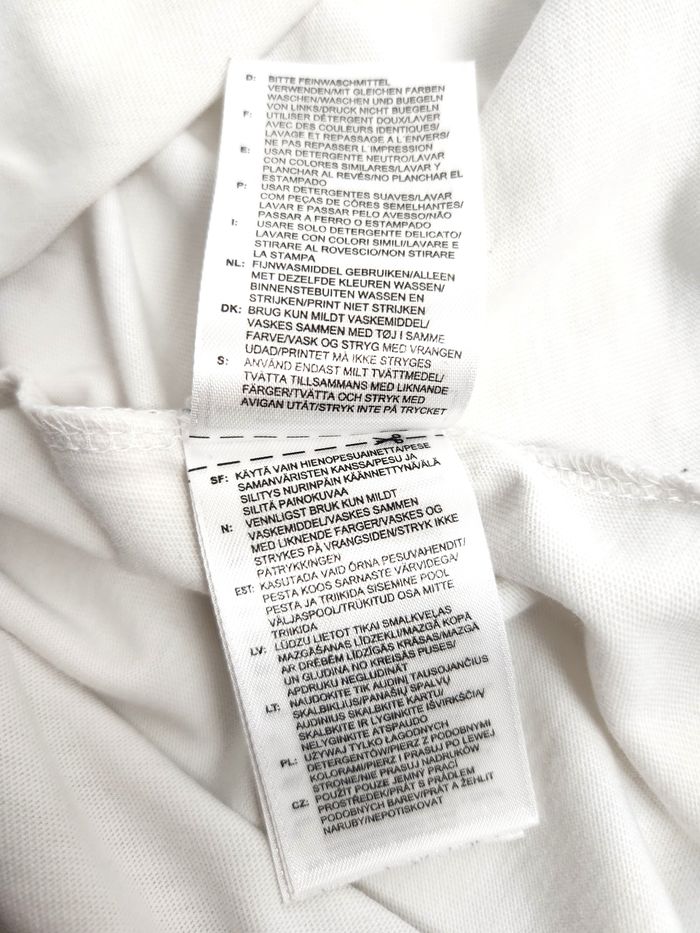 D: BITTE FEINWASCHMITTEL
VERWENDEN/MIT GLEICHEN FARBEN
WASCHEN/WASCHEN UND BUEGELN
VON LINKS/DRUCK NICHT BUEGELN
F: UTILISER DÉTERGENT DOUX/LAVER
AVEC DES COULEURS IDENTIQUES/
LAVAGE ET REPASSAGE A L'ENVERS/
NE PAS REPASSER L'IMPRESSION
E: USAR DETERGENTE NEUTRO/LAVAR
CON COLORES SIMILARES/LAVAR Y
PLANCHAR AL REVÉS/NO PLANCHAR EL
ESTAMPADO
P: USAR DETERGENTES SUAVES/LAVAR
COM PEÇAS DE CÔRES SEMELHANTES/
LAVAR E PASSAR PELO AVESSO/NÃO
PASSAR A FERRO O ESTAMPADO
I: USARE SOLO DETERGENTE DELICATO/
LAVARE CON COLORI SIMILI/LAVARE E
STIRARE AL ROVESCIO/NON STIRARE
LA STAMPA
NL: FIJNWASMIDDEL GEBRUIKEN/ALLEEN
MET DEZELFDE KLEUREN WASSEN/
BINNENSTEBUITEN WASSEN EN
STRIJKEN/PRINT NIET STRIJKEN
DK: BRUG KUN MILDT VASKEMIDDEL/
VASKES SAMMEN MED TØJ I SAMME
FARVE/VASK OG STRYG MED VRANGEN
UDAD/PRINTET MÅ IKKE STRYGES
S: ANVÄND ENDAST MILT TVÄTTMEDEL/
TVÄTTA TILLSAMMANS MED LIKNANDE
FÄRGER/TVÄTTA OCH STRYK MED
AVIGAN UTÅT/STRYK INTE PÅ TRYCKET
SF: KÄYTÄ VAIN HIENOPESUAINETTA/PESE
SAMANVÄRISTEN KANSSA/PESU JA
SILITYS NURINPÄIN KÄÄNNETTYNÄ/ÄLÄ
SILITÄ PAINOKUVAA
N: VENNLIGST BRUK KUN MILDT
VASKEMIDDEL/VASKES SAMMEN
MED LIKNENDE FARGER/VASKES OG
STRYKES PÅ VRANGSIDEN/STRYK IKKE
PÅTRYKKINGEN
EST: KASUTADA VAID ÕRNA PESUVAHENDIT/
PESTA KOOS SARNASTE VÄRVIDEGA/
PESTA JA TRIIKIDA SISEMINE POOL
VÄLJASPOOL/TRÜKITUD OSA MITTE
TRIIKIDA
LV: LŪDZU LIETOT TIKAI SMALKVEĻAS
MAZGĀŠANAS LĪDZEKLI/MAZGĀ KOPĀ
AR DRĒBĒM LĪDZĪGĀS KRĀSAS/MAZGĀ
UN GLUDINA NO KREISĀS PUSES/
APDRUKU NEGLUDINĀT
LT: NAUDOKITE TIK AUDINĮ TAUSOJANČIUS
SKALBIKLIUS/PANAŠIŲ SPALVŲ
AUDINIUS SKALBKITE KARTU/
SKALBKITE IR LYGINKITE IŠVIRKŠČIĄ/
NELYGINKITE ATSPAUDO
PL: UŻYWAJ TYLKO ŁAGODNYCH
DETERGENTÓW/PIERZ Z PODOBNYMI
KOLORAMI/PIERZ I PRASUJ PO LEWEJ
STRONIE/NIE PRASUJ NADRUKÓW
CZ: POUŽÍT POUZE JEMNÝ PRACÍ
PROSTŘEDEK/PRÁT S PRÁDLEM
PODOBNÝCH BAREV/PRÁT A ŽEHLIT
NARUBY/NEPOTISKOVAT